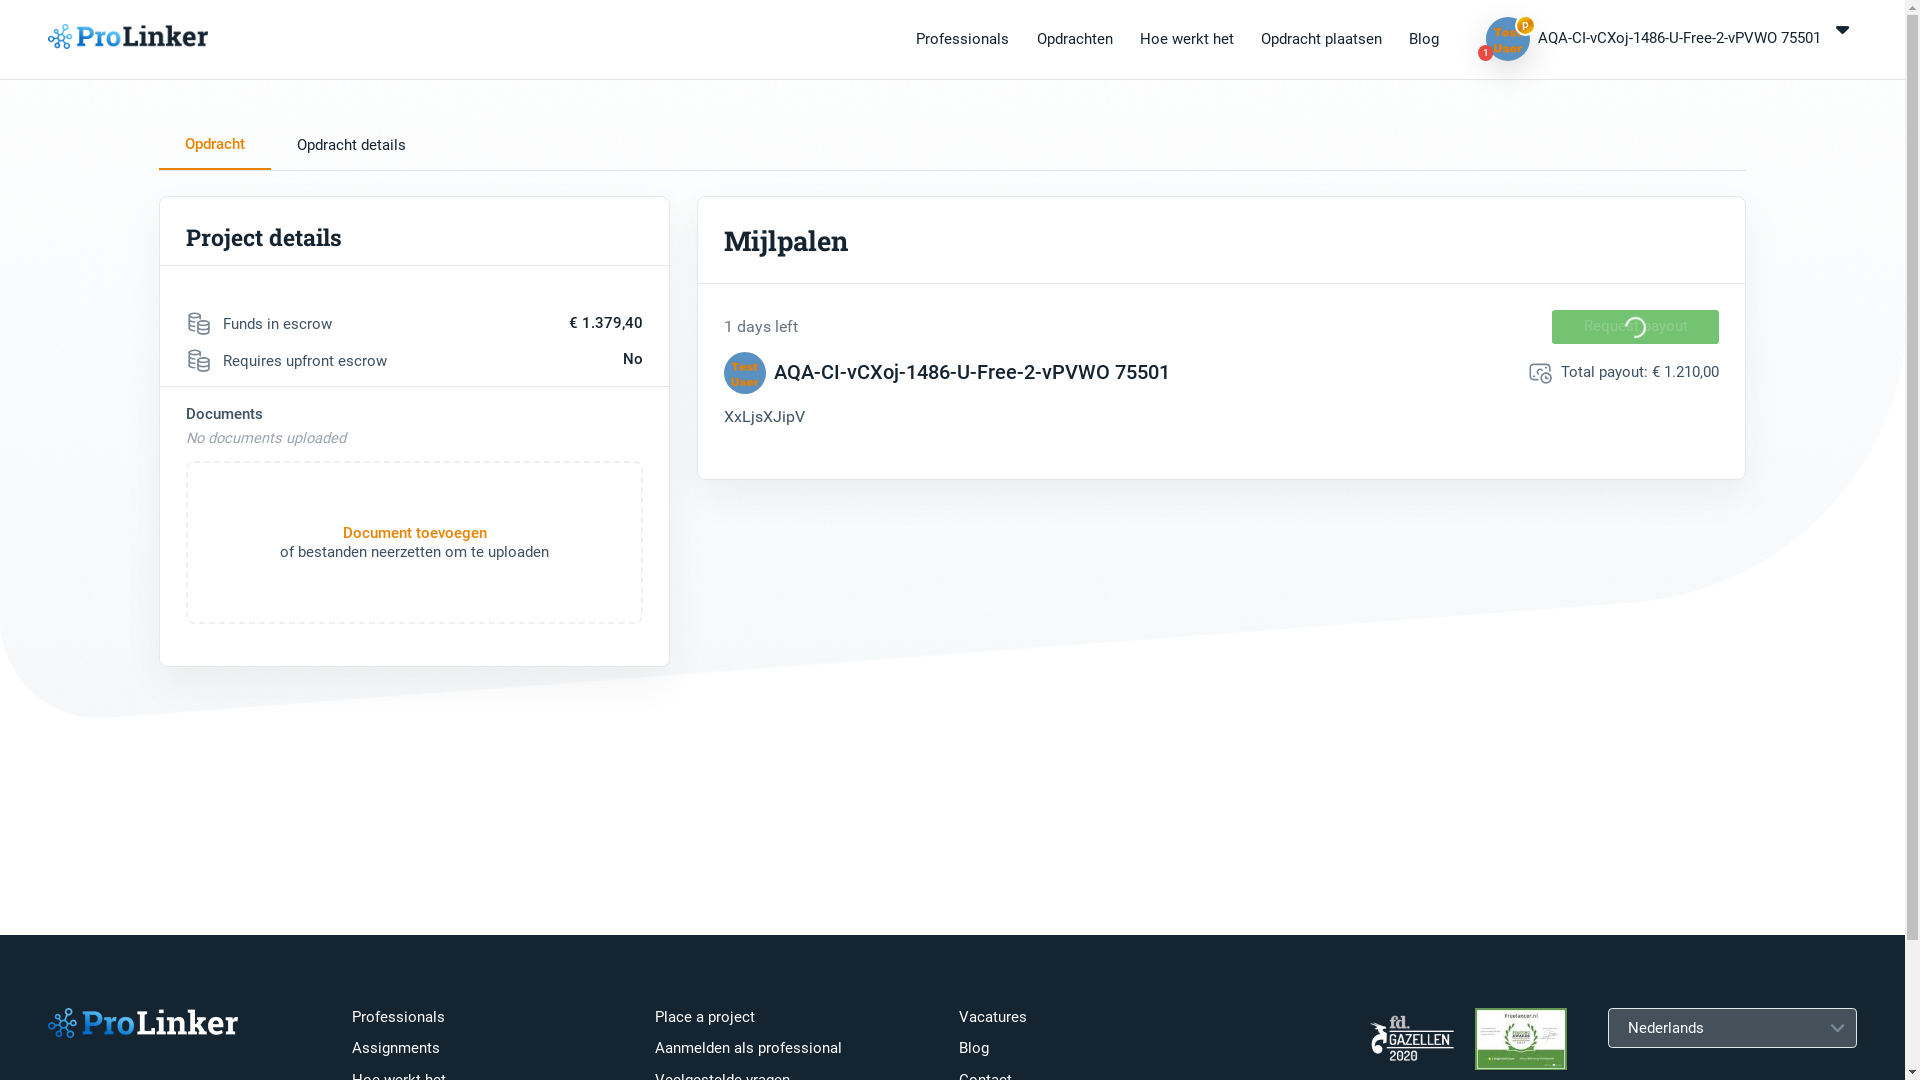 ProLinker
Professionals
Opdrachten
Hoe werkt het
Opdracht plaatsen
Blog
p
1
AQA-CI-vCXoj-1486-U-Free-2-vPVWO 75501
Opdracht
Opdracht details
Project details
Funds in escrow
€ 1.379,40
Requires upfront escrow
No
Documents
No documents uploaded
Document toevoegen
of bestanden neerzetten om te uploaden
Mijlpalen
1 days left
Request payout
Test User
AQA-CI-vCXoj-1486-U-Free-2-vPVWO 75501
Total payout: € 1.210,00
XxLjsXJipV
ProLinker
Professionals
Assignments
Hoe werkt het
Place a project
Aanmelden als professional
Veelgestelde vragen
Vacatures
Blog
Contact
fd.
GAZELLEN
2020
Freelancer.nl
Nederlands